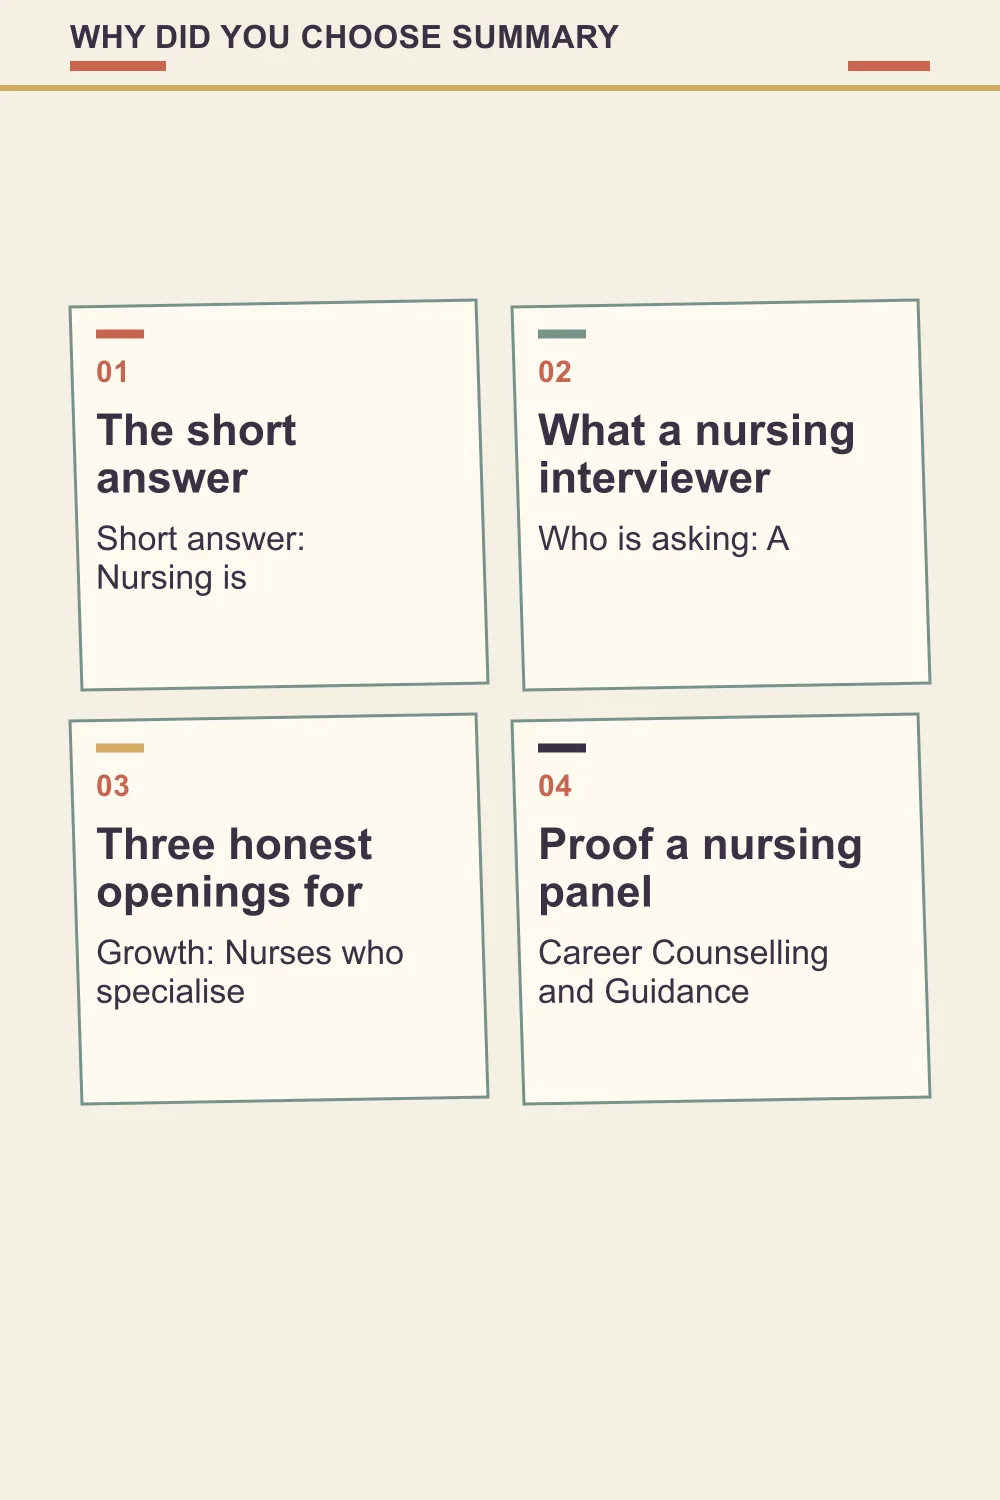 WHY DID YOU CHOOSE SUMMARY
01
The short
answer
Short answer:
Nursing is
02
What a nursing
interviewer
Who is asking: A
03
Three honest
openings for
Growth: Nurses who
specialise
04
Proof a nursing
panel
Career Counselling
and Guidance